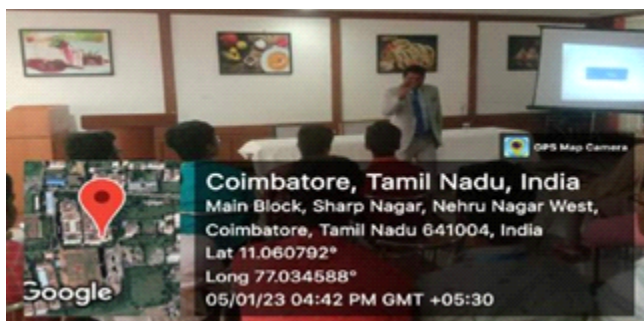 GPS Map Camera
Coimbatore, Tamil Nadu, India
Main Block, Sharp Nagar, Nehru Nagar West,
Coimbatore, Tamil Nadu 641004, India
Lat 11.060792°
Long 77.034588°
05/01/23 04:42 PM GMT +05:30
Google